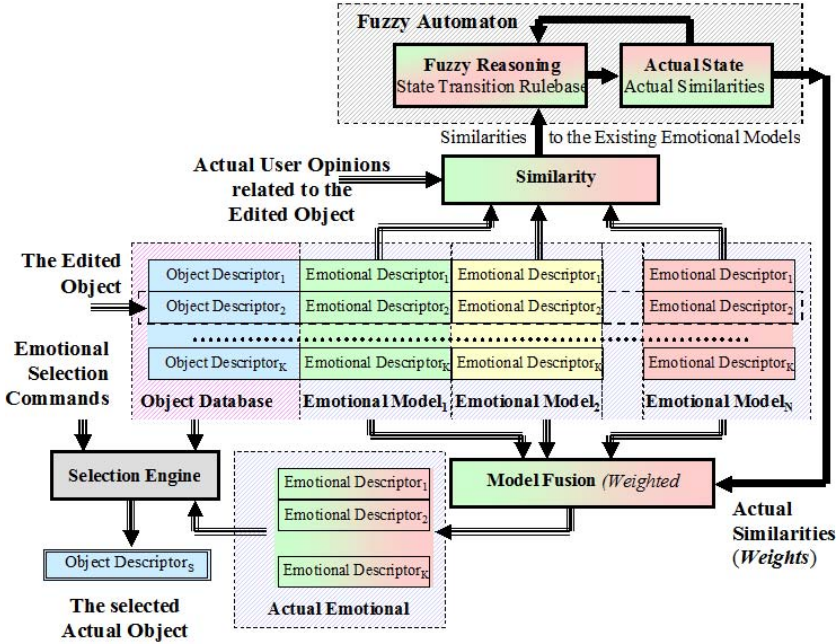 Fuzzy Automaton
Fuzzy Reasoning
State Transition Rulebase
Actual State
Actual Similarities
Similarities to the Existing Emotional Models
Actual User Opinions
related to the
Edited Object
Similarity
The Edited
Object
Object Descriptor1 Emotional Descriptor1 Emotional Descriptor1 Emotional Descriptor1
Object Descriptor2 Emotional Descriptor2 Emotional Descriptor2 Emotional Descriptor2
Object DescriptorK Emotional DescriptorK Emotional DescriptorK Emotional DescriptorK
Object Database Emotional Model1 Emotional Model2 Emotional ModelN
Emotional
Selection
Commands
Selection Engine
Object DescriptorS
The selected
Actual Object
Emotional Descriptor1
Emotional Descriptor2
Emotional DescriptorK
Actual Emotional
Model Fusion (Weighted
Actual
Similarities
(Weights)